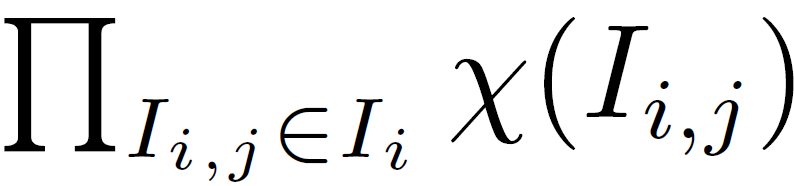 ∏_{I_{i,j} ∈ I_i} χ(I_{i,j})